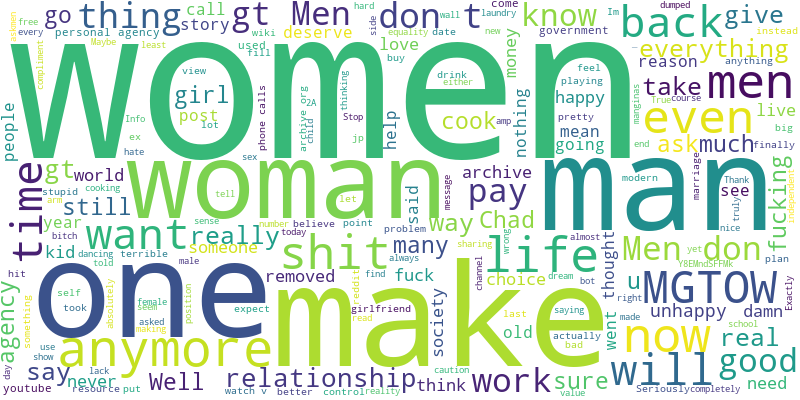 go thing call story gt Men don t know back give
free every personal agency Maybe least wiki used fill deserve equality love date buy money government reason everything Im come instead dumped
women man one make woman
view girl post lot Info ex hate phone calls archive org 2A child Stop thinking jp sex
drink either cook help nothing happy mean going feel playing pretty amp
men take even ask much live big finally anything True course manginas
people time gt world still year stupid cooking kid want really someone
tell let believe point number today message problem said archive pay way Chad many
shit life relationship removed fuck choice thought old went society
marriage modern Thank see truly nice fucking independent
Men don u MGTOW unhappy damn now will real good need
agency something say never day youtube resource put lack watch v
anymore Well work sure think better control reality girlfriend expect
hit bitch dancing terrible told self took male female seem asked position making absolutely use show
always find reddit read sharing channel last actually bad caution value
wrong almost dream bot saying right made school yet end plan Exactly
Seriously completely
hard side wall laundry new compliment